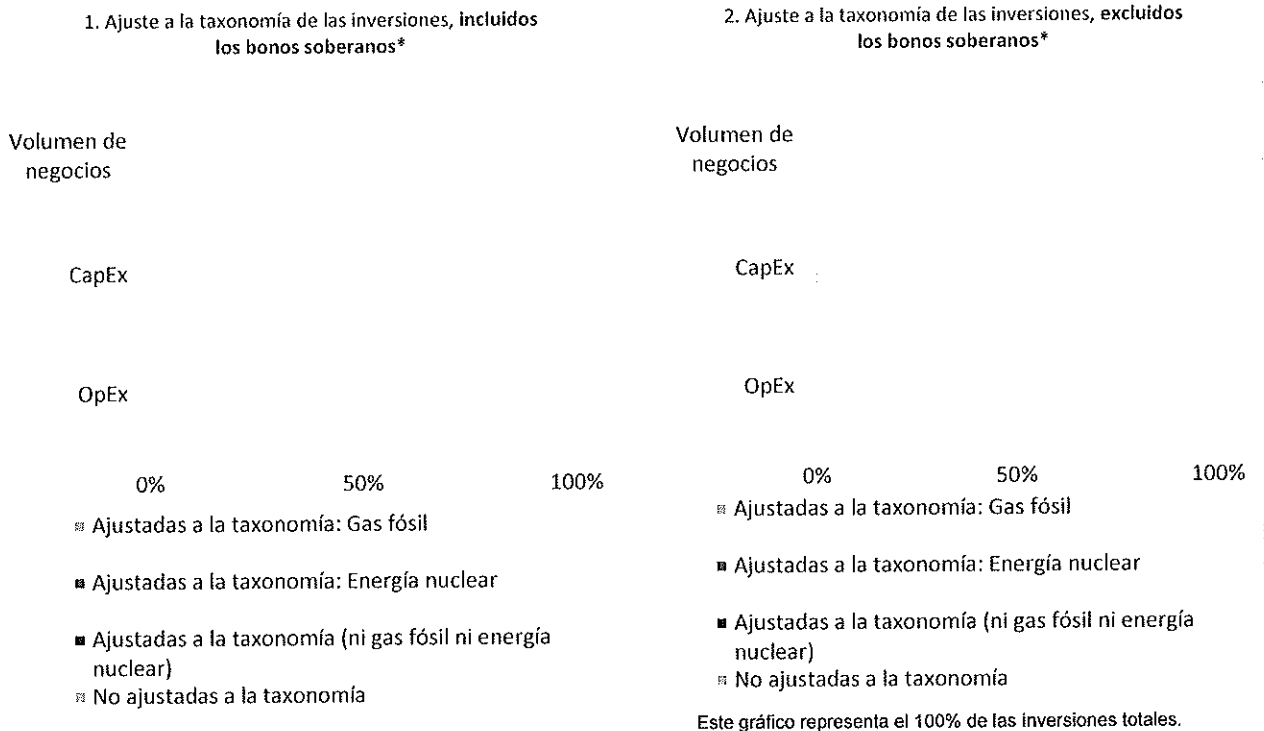 1. Ajuste a la taxonomía de las inversiones, incluidos
los bonos soberanos*
Volumen de
negocios
CapEx
OpEx
0% 50% 100%
Ajustadas a la taxonomía: Gas fósil
Ajustadas a la taxonomía: Energía nuclear
Ajustadas a la taxonomía (ni gas fósil ni energía
nuclear)
No ajustadas a la taxonomía
2. Ajuste a la taxonomía de las inversiones, excluidos
los bonos soberanos*
Volumen de
negocios
CapEx
OpEx
0% 50% 100%
Ajustadas a la taxonomía: Gas fósil
Ajustadas a la taxonomía: Energía nuclear
Ajustadas a la taxonomía (ni gas fósil ni energía
nuclear)
No ajustadas a la taxonomía
Este gráfico representa el 100% de las inversiones totales.